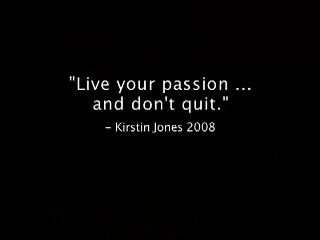 "Live your passion ...
and don't quit."
- Kirstin Jones 2008